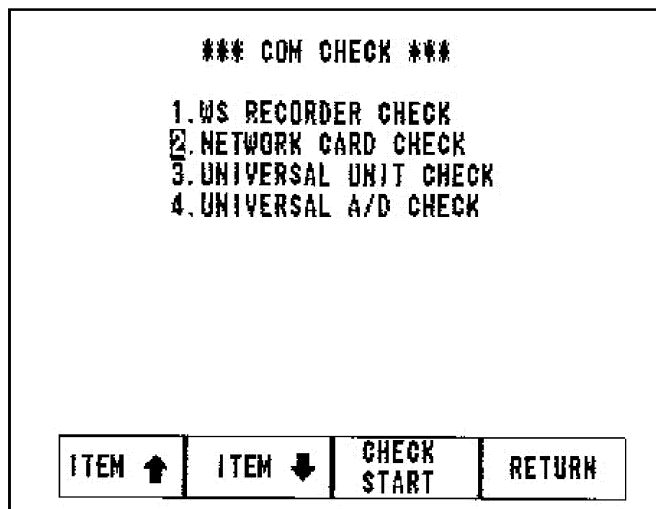 *** COM CHECK ***
1.WS RECORDER CHECK
2.NETWORK CARD CHECK
3.UNIVERSAL UNIT CHECK
4.UNIVERSAL A/D CHECK
ITEM ↑ ITEM ↓ CHECK START RETURN